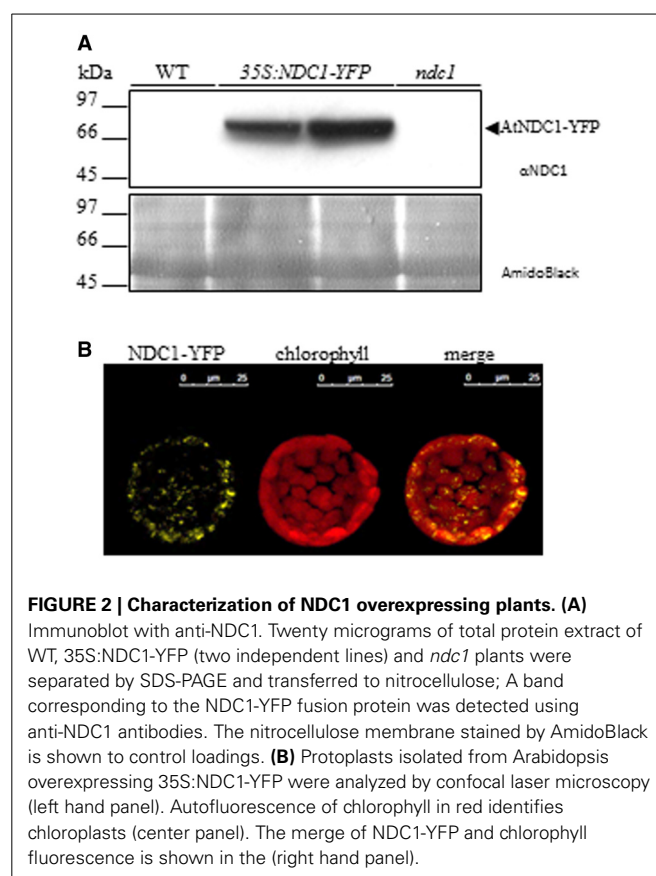 A
kDa WT 35S:NDC1-YFP ndc1
97
66
45
AtNDC1-YFP
αNDC1
97
66
45
AmidoBlack
B
NDC1-YFP chlorophyll merge
0 µm 25 0 µm 25 0 µm 25
FIGURE 2 | Characterization of NDC1 overexpressing plants. (A)
Immunoblot with anti-NDC1. Twenty micrograms of total protein extract of
WT, 35S:NDC1-YFP (two independent lines) and ndc1 plants were
separated by SDS-PAGE and transferred to nitrocellulose; A band
corresponding to the NDC1-YFP fusion protein was detected using
anti-NDC1 antibodies. The nitrocellulose membrane stained by AmidoBlack
is shown to control loadings. (B) Protoplasts isolated from Arabidopsis
overexpressing 35S:NDC1-YFP were analyzed by confocal laser microscopy
(left hand panel). Autofluorescence of chlorophyll in red identifies
chloroplasts (center panel). The merge of NDC1-YFP and chlorophyll
fluorescence is shown in the (right hand panel).